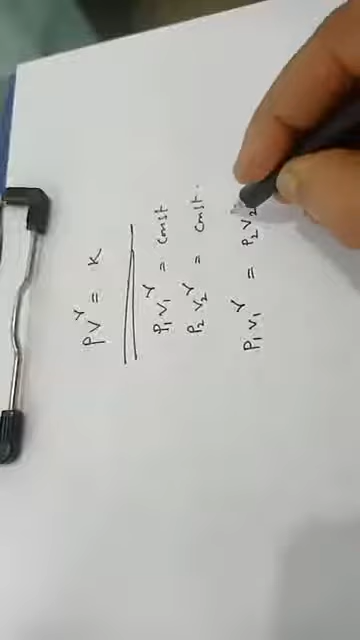 PV^γ = K
P₁V₁^γ = Const
P₂V₂^γ = Const.
P₁V₁^γ = P₂V₂